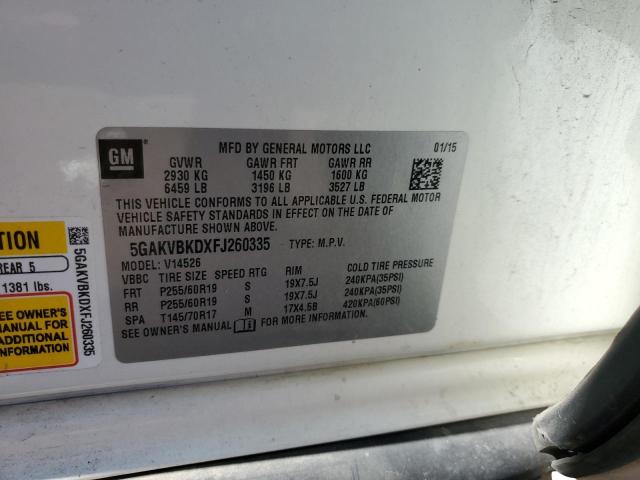 GM
MFD BY GENERAL MOTORS LLC 01/15
GVWR GAWR FRT GAWR RR
2930 KG 1450 KG 1600 KG
6459 LB 3196 LB 3527 LB
THIS VEHICLE CONFORMS TO ALL APPLICABLE U.S. FEDERAL MOTOR
VEHICLE SAFETY STANDARDS IN EFFECT ON THE DATE OF
MANUFACTURE SHOWN ABOVE.
5GAKVBKDXFJ260335 TYPE: M.P.V.
MODEL: V14526
VBBC TIRE SIZE SPEED RTG RIM COLD TIRE PRESSURE
FRT P255/60R19 S 19X7.5J 240KPA(35PSI)
RR P255/60R19 S 19X7.5J 240KPA(35PSI)
SPA T145/70R17 M 17X4.5B 420KPA(60PSI)
SEE OWNER'S MANUAL FOR MORE INFORMATION
TION
REAR 5
1381 lbs.
SEE OWNER'S
MANUAL FOR
ADDITIONAL
INFORMATION
5GAKVBKDXFJ260335